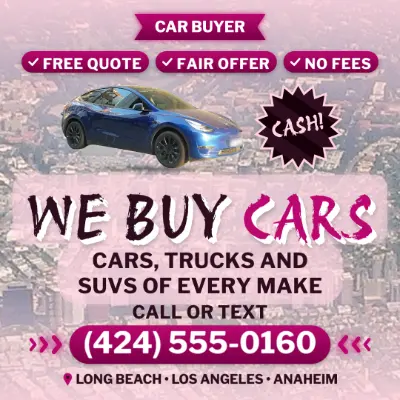 CAR BUYER
✓ FREE QUOTE ✓ FAIR OFFER ✓ NO FEES
CASH!
WE BUY CARS
CARS, TRUCKS AND
SUVS OF EVERY MAKE
CALL OR TEXT
(424) 555-0160
LONG BEACH • LOS ANGELES • ANAHEIM